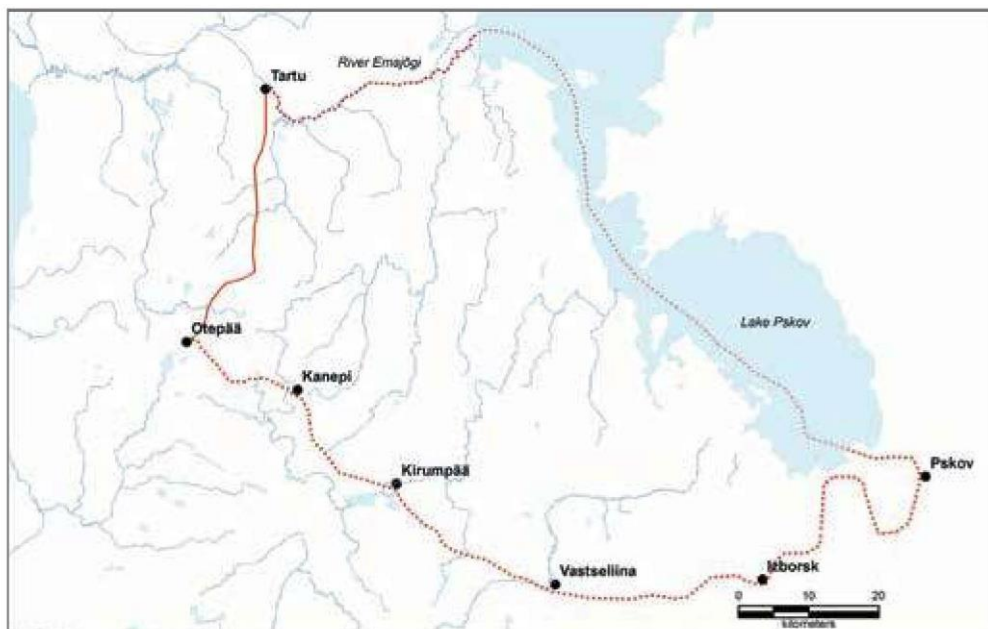 River Emajõgi
Tartu
Lake Pskov
Otepää
Kanepi
Kirumpää
Pskov
Vastseliina
Izborsk
0 10 20
kilometers